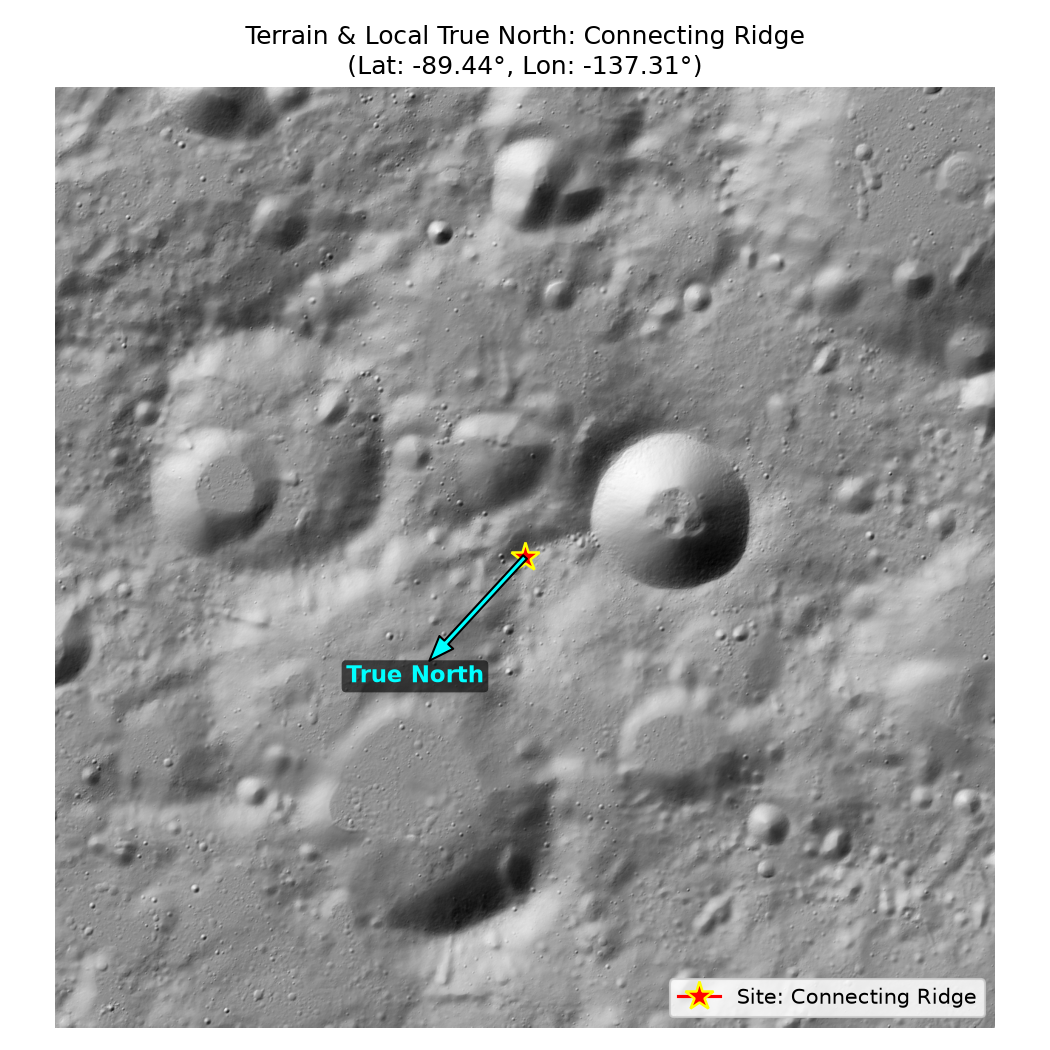 Terrain & Local True North: Connecting Ridge
(Lat: -89.44°, Lon: -137.31°)
True North
Site: Connecting Ridge